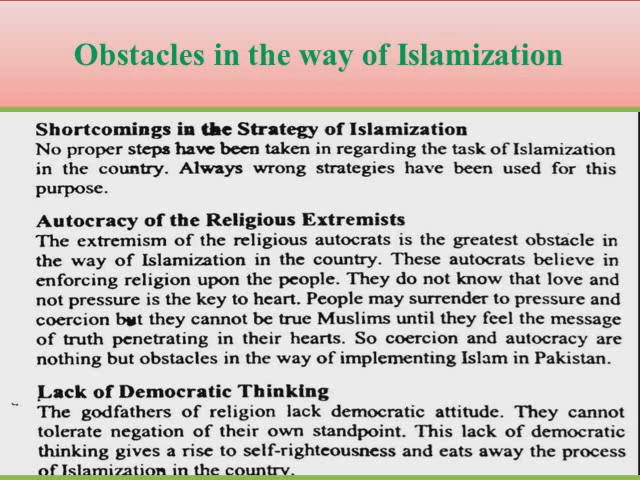 Obstacles in the way of Islamization
Shortcomings in the Strategy of Islamization
No proper steps have been taken in regarding the task of Islamization
in the country. Always wrong strategies have been used for this
purpose.
Autocracy of the Religious Extremists
The extremism of the religious autocrats is the greatest obstacle in
the way of Islamization in the country. These autocrats believe in
enforcing religion upon the people. They do not know that love and
not pressure is the key to heart. People may surrender to pressure and
coercion but they cannot be true Muslims until they feel the message
of truth penetrating in their hearts. So coercion and autocracy are
nothing but obstacles in the way of implementing Islam in Pakistan.
Lack of Democratic Thinking
The godfathers of religion lack democratic attitude. They cannot
tolerate negation of their own standpoint. This lack of democratic
thinking gives a rise to self-righteousness and eats away the process
of Islamization in the country.